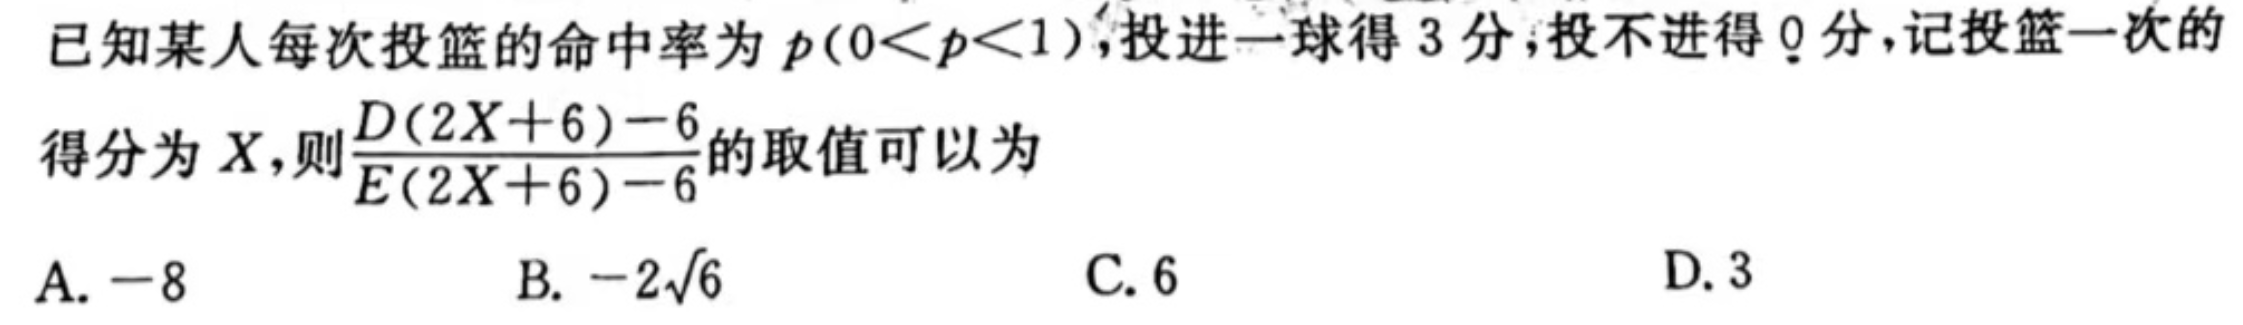 已知某人每次投篮的命中率为 p(0<p<1),投进一球得 3 分,投不进得 0 分,记投篮一次的
得分为 X,则\frac{D(2X+6)-6}{E(2X+6)-6}的取值可以为
A. -8 B. -2√6 C. 6 D. 3